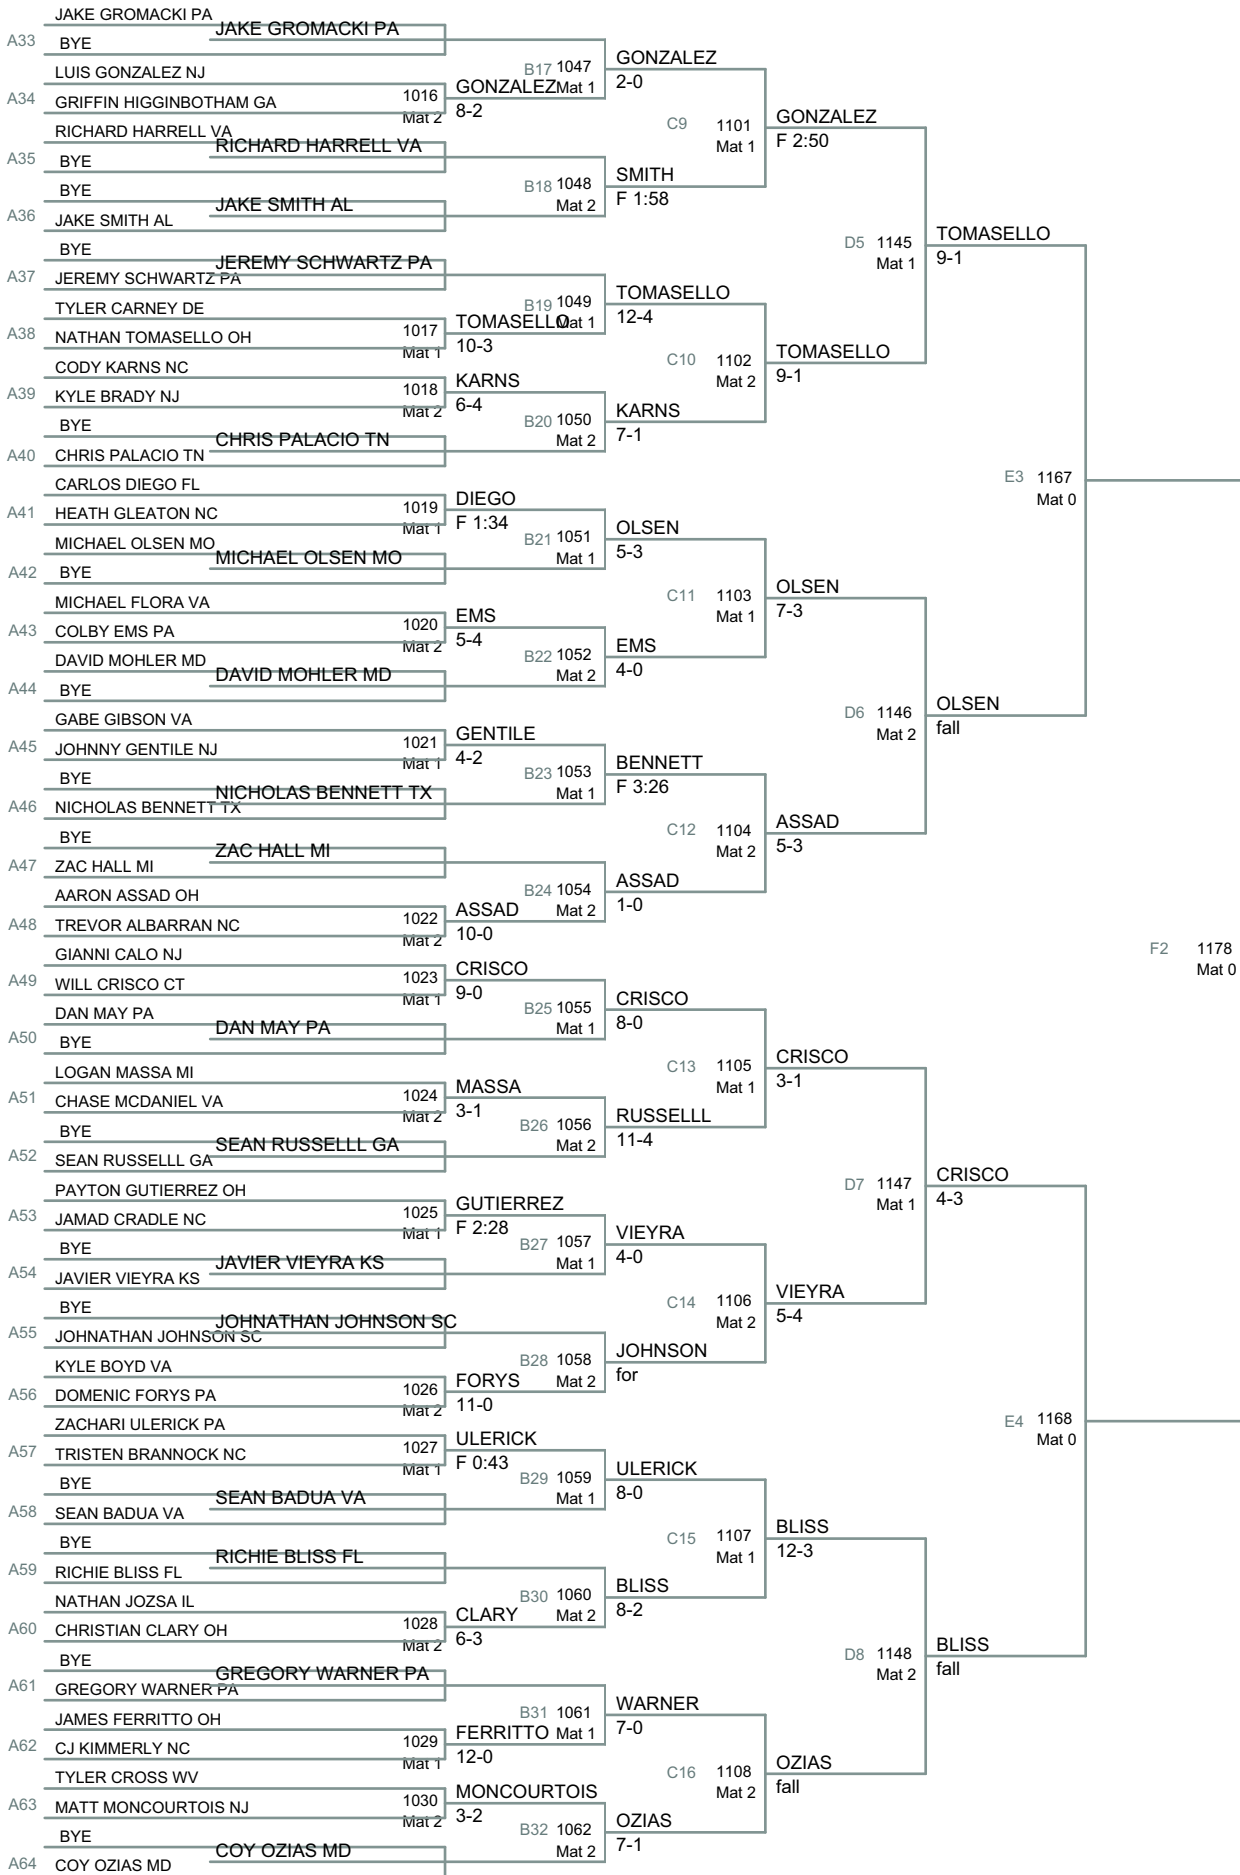 JAKE GROMACKI PA
A33
BYE
JAKE GROMACKI PA
LUIS GONZALEZ NJ
A34
GRIFFIN HIGGINBOTHAM GA
1016
Mat 2
GONZALEZ
8-2
B17 1047
Mat 1
GONZALEZ
2-0
RICHARD HARRELL VA
A35
BYE
RICHARD HARRELL VA
BYE
A36
JAKE SMITH AL
JAKE SMITH AL
B18 1048
Mat 2
SMITH
F 1:58
C9 1101
Mat 1
GONZALEZ
F 2:50
BYE
A37
JEREMY SCHWARTZ PA
JEREMY SCHWARTZ PA
TYLER CARNEY DE
A38
NATHAN TOMASELLO OH
1017
Mat 1
TOMASELLO
10-3
B19 1049
Mat 1
TOMASELLO
12-4
CODY KARNS NC
A39
KYLE BRADY NJ
1018
Mat 2
KARNS
6-4
BYE
A40
CHRIS PALACIO TN
CHRIS PALACIO TN
B20 1050
Mat 2
KARNS
7-1
C10 1102
Mat 2
TOMASELLO
9-1
D5 1145
Mat 1
TOMASELLO
9-1
CARLOS DIEGO FL
A41
HEATH GLEATON NC
1019
Mat 1
DIEGO
F 1:34
MICHAEL OLSEN MO
A42
BYE
MICHAEL OLSEN MO
B21 1051
Mat 1
OLSEN
5-3
MICHAEL FLORA VA
A43
COLBY EMS PA
1020
Mat 2
EMS
5-4
DAVID MOHLER MD
A44
BYE
DAVID MOHLER MD
B22 1052
Mat 2
EMS
4-0
C11 1103
Mat 1
OLSEN
7-3
GABE GIBSON VA
A45
JOHNNY GENTILE NJ
1021
Mat 1
GENTILE
4-2
BYE
A46
NICHOLAS BENNETT TX
NICHOLAS BENNETT TX
B23 1053
Mat 1
BENNETT
F 3:26
BYE
A47
ZAC HALL MI
ZAC HALL MI
AARON ASSAD OH
A48
TREVOR ALBARRAN NC
1022
Mat 2
ASSAD
10-0
B24 1054
Mat 2
ASSAD
1-0
C12 1104
Mat 2
ASSAD
5-3
D6 1146
Mat 2
OLSEN
fall
E3 1167
Mat 0
GIANNI CALO NJ
A49
WILL CRISCO CT
1023
Mat 1
CRISCO
9-0
DAN MAY PA
A50
BYE
DAN MAY PA
B25 1055
Mat 1
CRISCO
8-0
LOGAN MASSA MI
A51
CHASE MCDANIEL VA
1024
Mat 2
MASSA
3-1
BYE
A52
SEAN RUSSELLL GA
SEAN RUSSELLL GA
B26 1056
Mat 2
RUSSELLL
11-4
C13 1105
Mat 1
CRISCO
3-1
PAYTON GUTIERREZ OH
A53
JAMAD CRADLE NC
1025
Mat 1
GUTIERREZ
F 2:28
BYE
A54
JAVIER VIEYRA KS
JAVIER VIEYRA KS
B27 1057
Mat 1
VIEYRA
4-0
BYE
A55
JOHNATHAN JOHNSON SC
JOHNATHAN JOHNSON SC
KYLE BOYD VA
A56
DOMENIC FORYS PA
1026
Mat 2
FORYS
11-0
B28 1058
Mat 2
JOHNSON
for
C14 1106
Mat 2
VIEYRA
5-4
D7 1147
Mat 1
CRISCO
4-3
ZACHARI ULERICK PA
A57
TRISTEN BRANNOCK NC
1027
Mat 1
ULERICK
F 0:43
BYE
A58
SEAN BADUA VA
SEAN BADUA VA
B29 1059
Mat 1
ULERICK
8-0
BYE
A59
RICHIE BLISS FL
RICHIE BLISS FL
NATHAN JOZSA IL
A60
CHRISTIAN CLARY OH
1028
Mat 2
CLARY
6-3
B30 1060
Mat 2
BLISS
8-2
C15 1107
Mat 1
BLISS
12-3
BYE
A61
GREGORY WARNER PA
GREGORY WARNER PA
JAMES FERRITTO OH
A62
CJ KIMMERLY NC
1029
Mat 1
FERRITTO
12-0
B31 1061
Mat 1
WARNER
7-0
TYLER CROSS WV
A63
MATT MONCOURTOIS NJ
1030
Mat 2
MONCOURTOIS
3-2
BYE
A64
COY OZIAS MD
COY OZIAS MD
B32 1062
Mat 2
OZIAS
7-1
C16 1108
Mat 2
OZIAS
fall
D8 1148
Mat 2
BLISS
fall
E4 1168
Mat 0
F2 1178
Mat 0